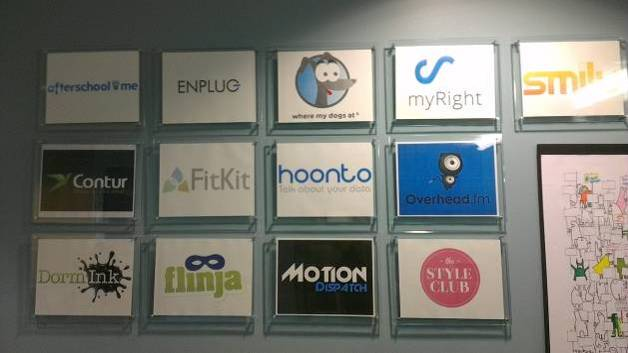 afterschool me
ENPLUG
where my dogs at
myRight
smily
Contur
FitKit
hoonto
Talk about your data
Overhead.fm
DormInk
flinja
MOTION
DISPATCH
the
STYLE
CLUB